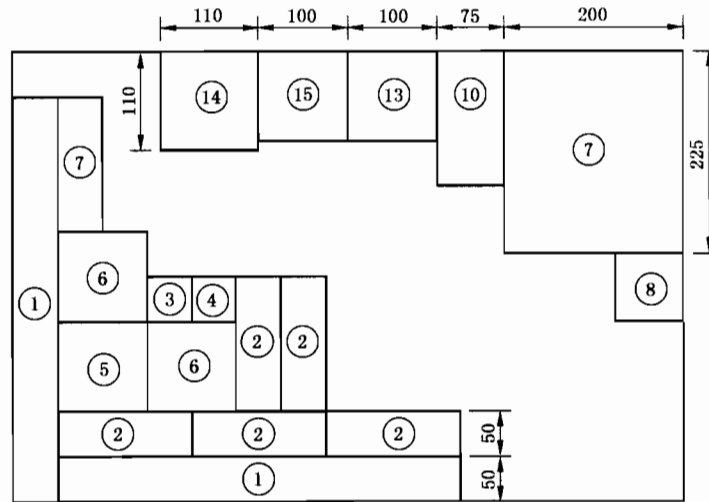 110 100 100 75 200
110 ⑭ ⑮ ⑬ ⑩ ⑦ 225
⑦
⑥ ⑧
① ③ ④
② ②
⑤ ⑥
② ② ② 50
① 50